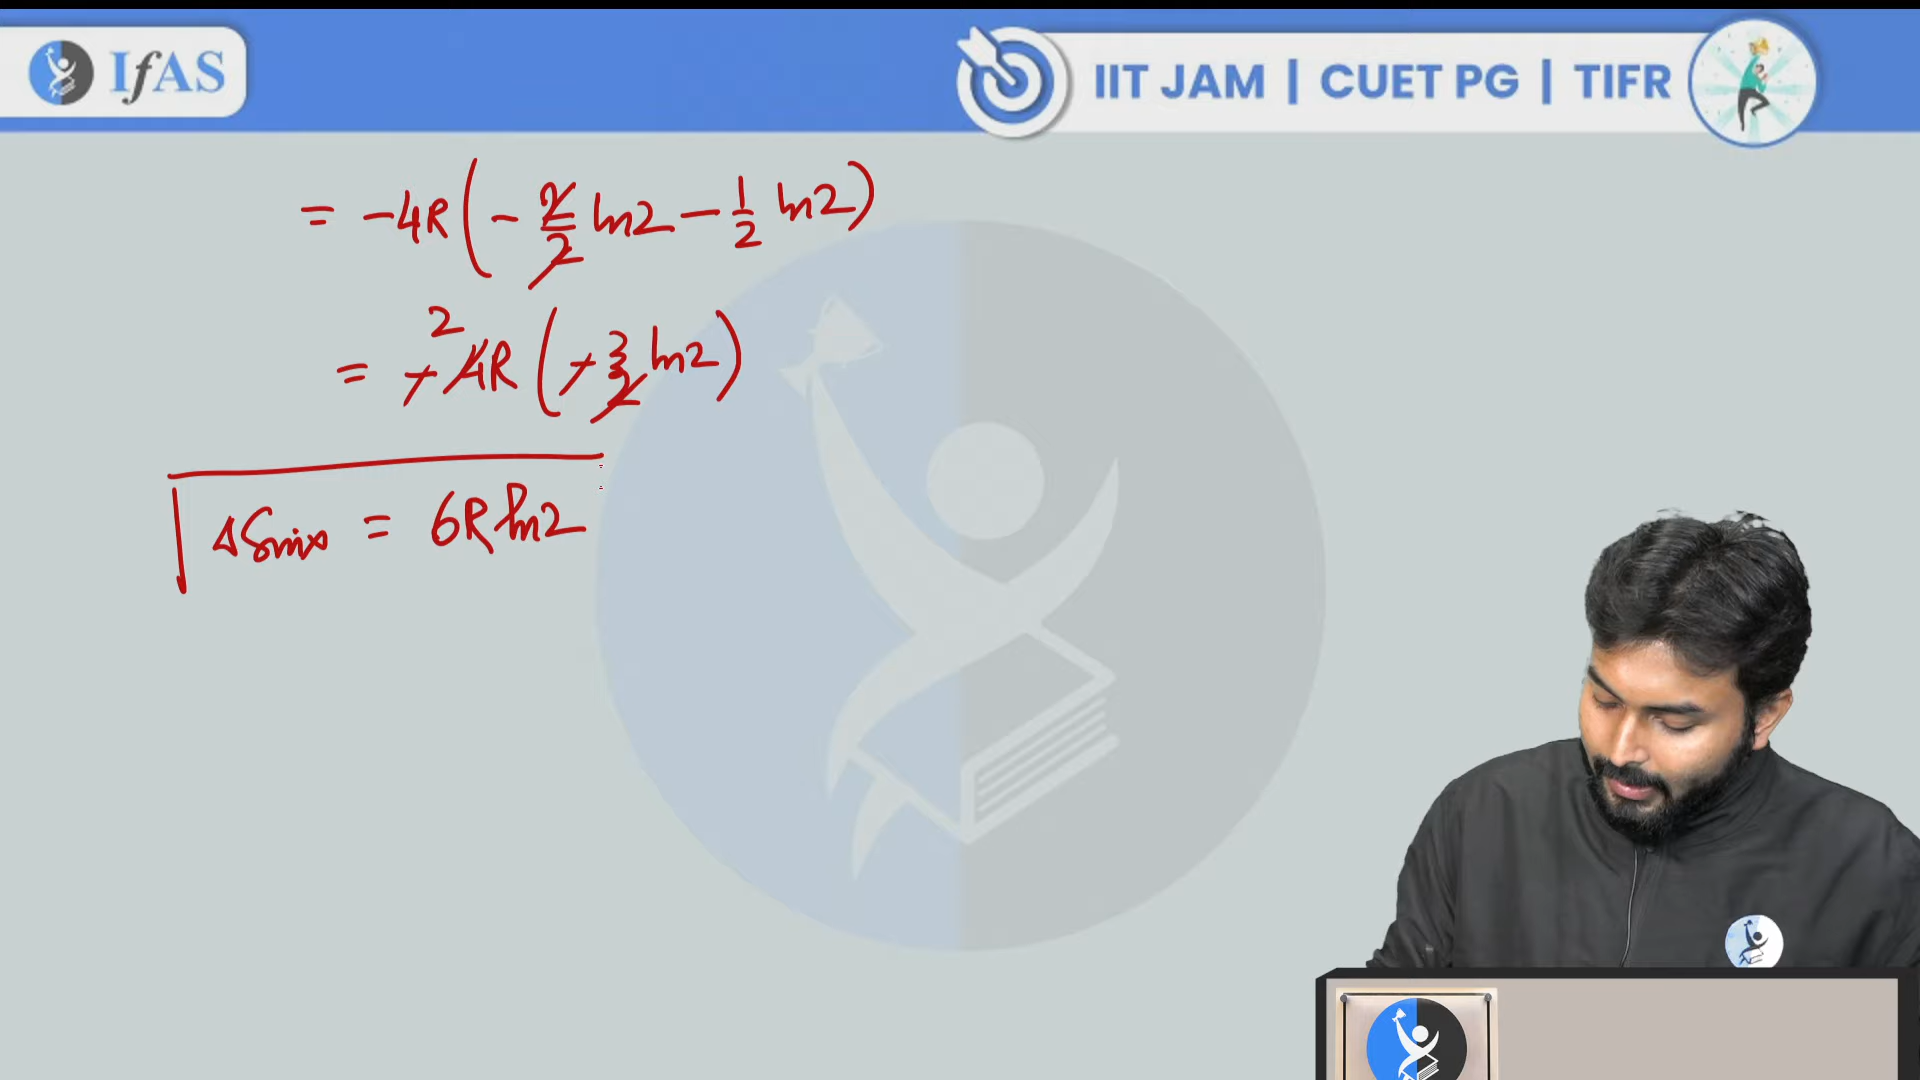 IfAS
IIT JAM | CUET PG | TIFR
= -4R(-2/2 ln2 - 1/2 ln2)
2
= -4R(-3/2 ln2)
ΔSmix = 6R ln2